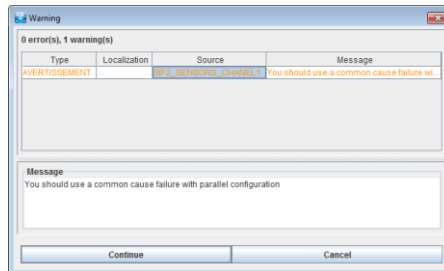 Warning
0 error(s), 1 warning(s)
Type Localization Source Message
AVERTISSEMENT SIFZ_SENSORS_CHANEL1 You should use a common cause failure wi...
Message
You should use a common cause failure with parallel configuration
Continue Cancel